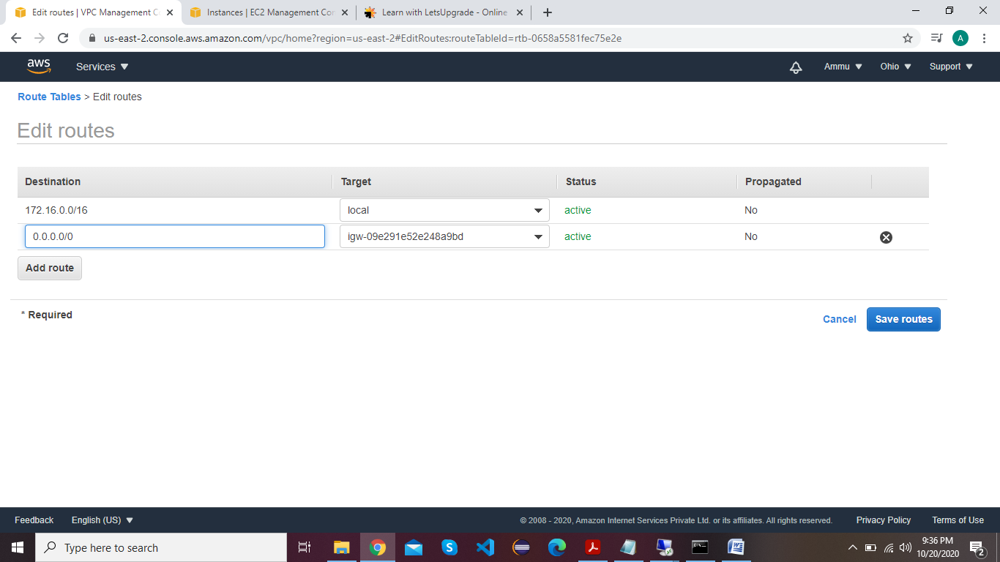 Edit routes | VPC Management C
Instances | EC2 Management Con
Learn with LetsUpgrade - Online
us-east-2.console.aws.amazon.com/vpc/home?region=us-east-2#EditRoutes:routeTableId=rtb-0658a5581fec75e2e
A
aws
Services
Ammu
Ohio
Support
Route Tables > Edit routes
Edit routes
Destination Target Status Propagated
172.16.0.0/16 local active No
0.0.0.0/0 igw-09e291e52e248a9bd active No
Add route
* Required
Cancel
Save routes
Feedback English (US)
© 2008 - 2020, Amazon Internet Services Private Ltd. or its affiliates. All rights reserved. Privacy Policy Terms of Use
Type here to search
9:36 PM
10/20/2020
2